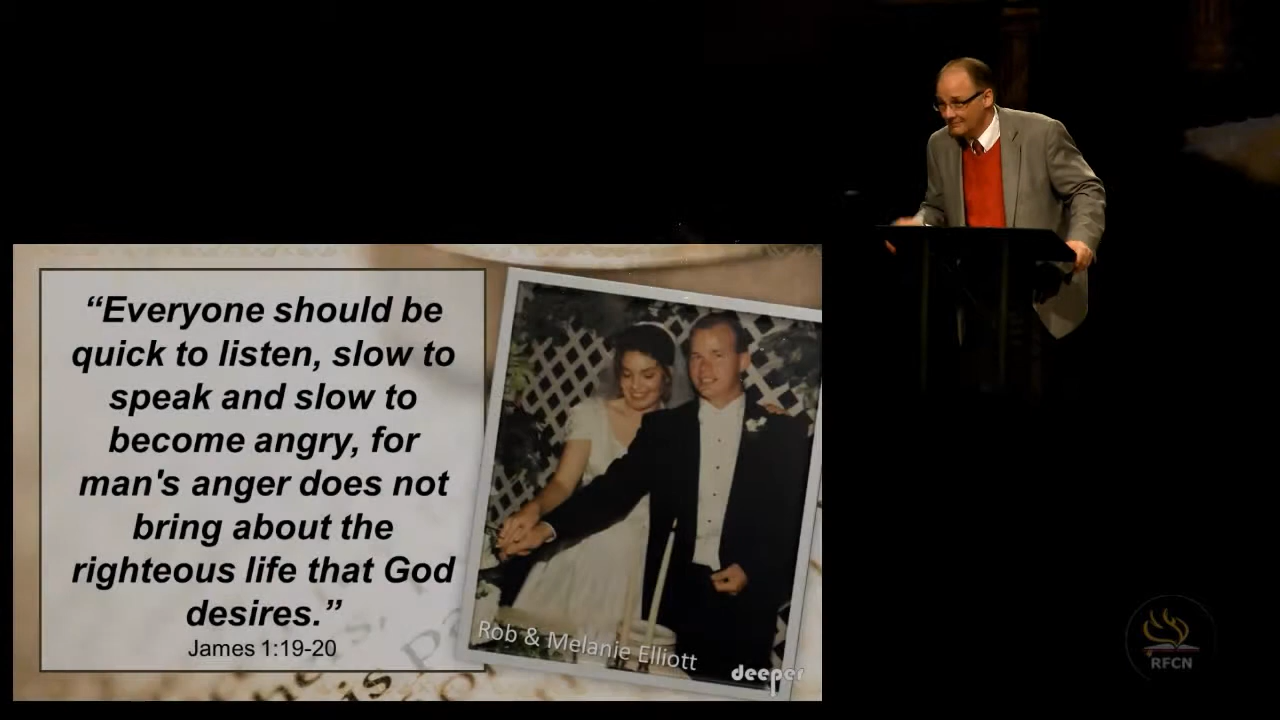 “Everyone should be
quick to listen, slow to
speak and slow to
become angry, for
man's anger does not
bring about the
righteous life that God
desires.”
James 1:19-20
Rob & Melanie Elliott
deeper
RFCN